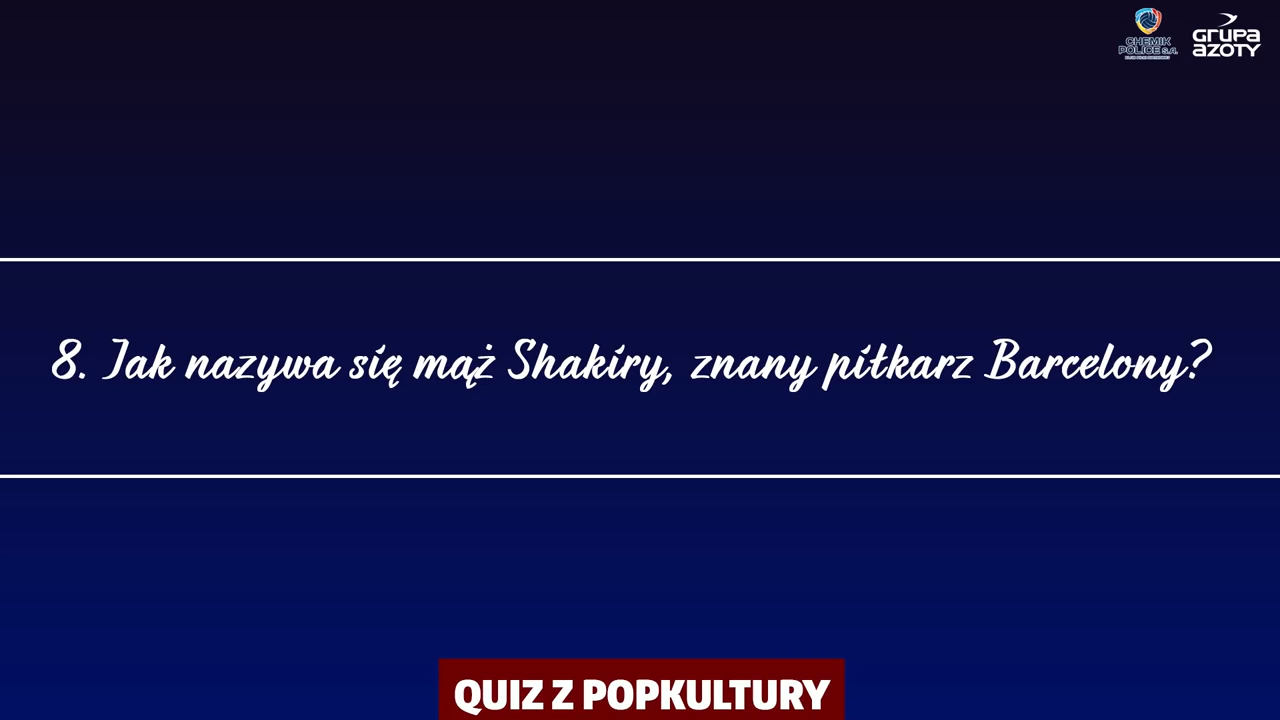 CHEMIK
POLICE S.A.
GRUPA
AZOTY
8. Jak nazywa się mąż Shakiry, znany piłkarz Barcelony?
QUIZ Z POPKULTURY